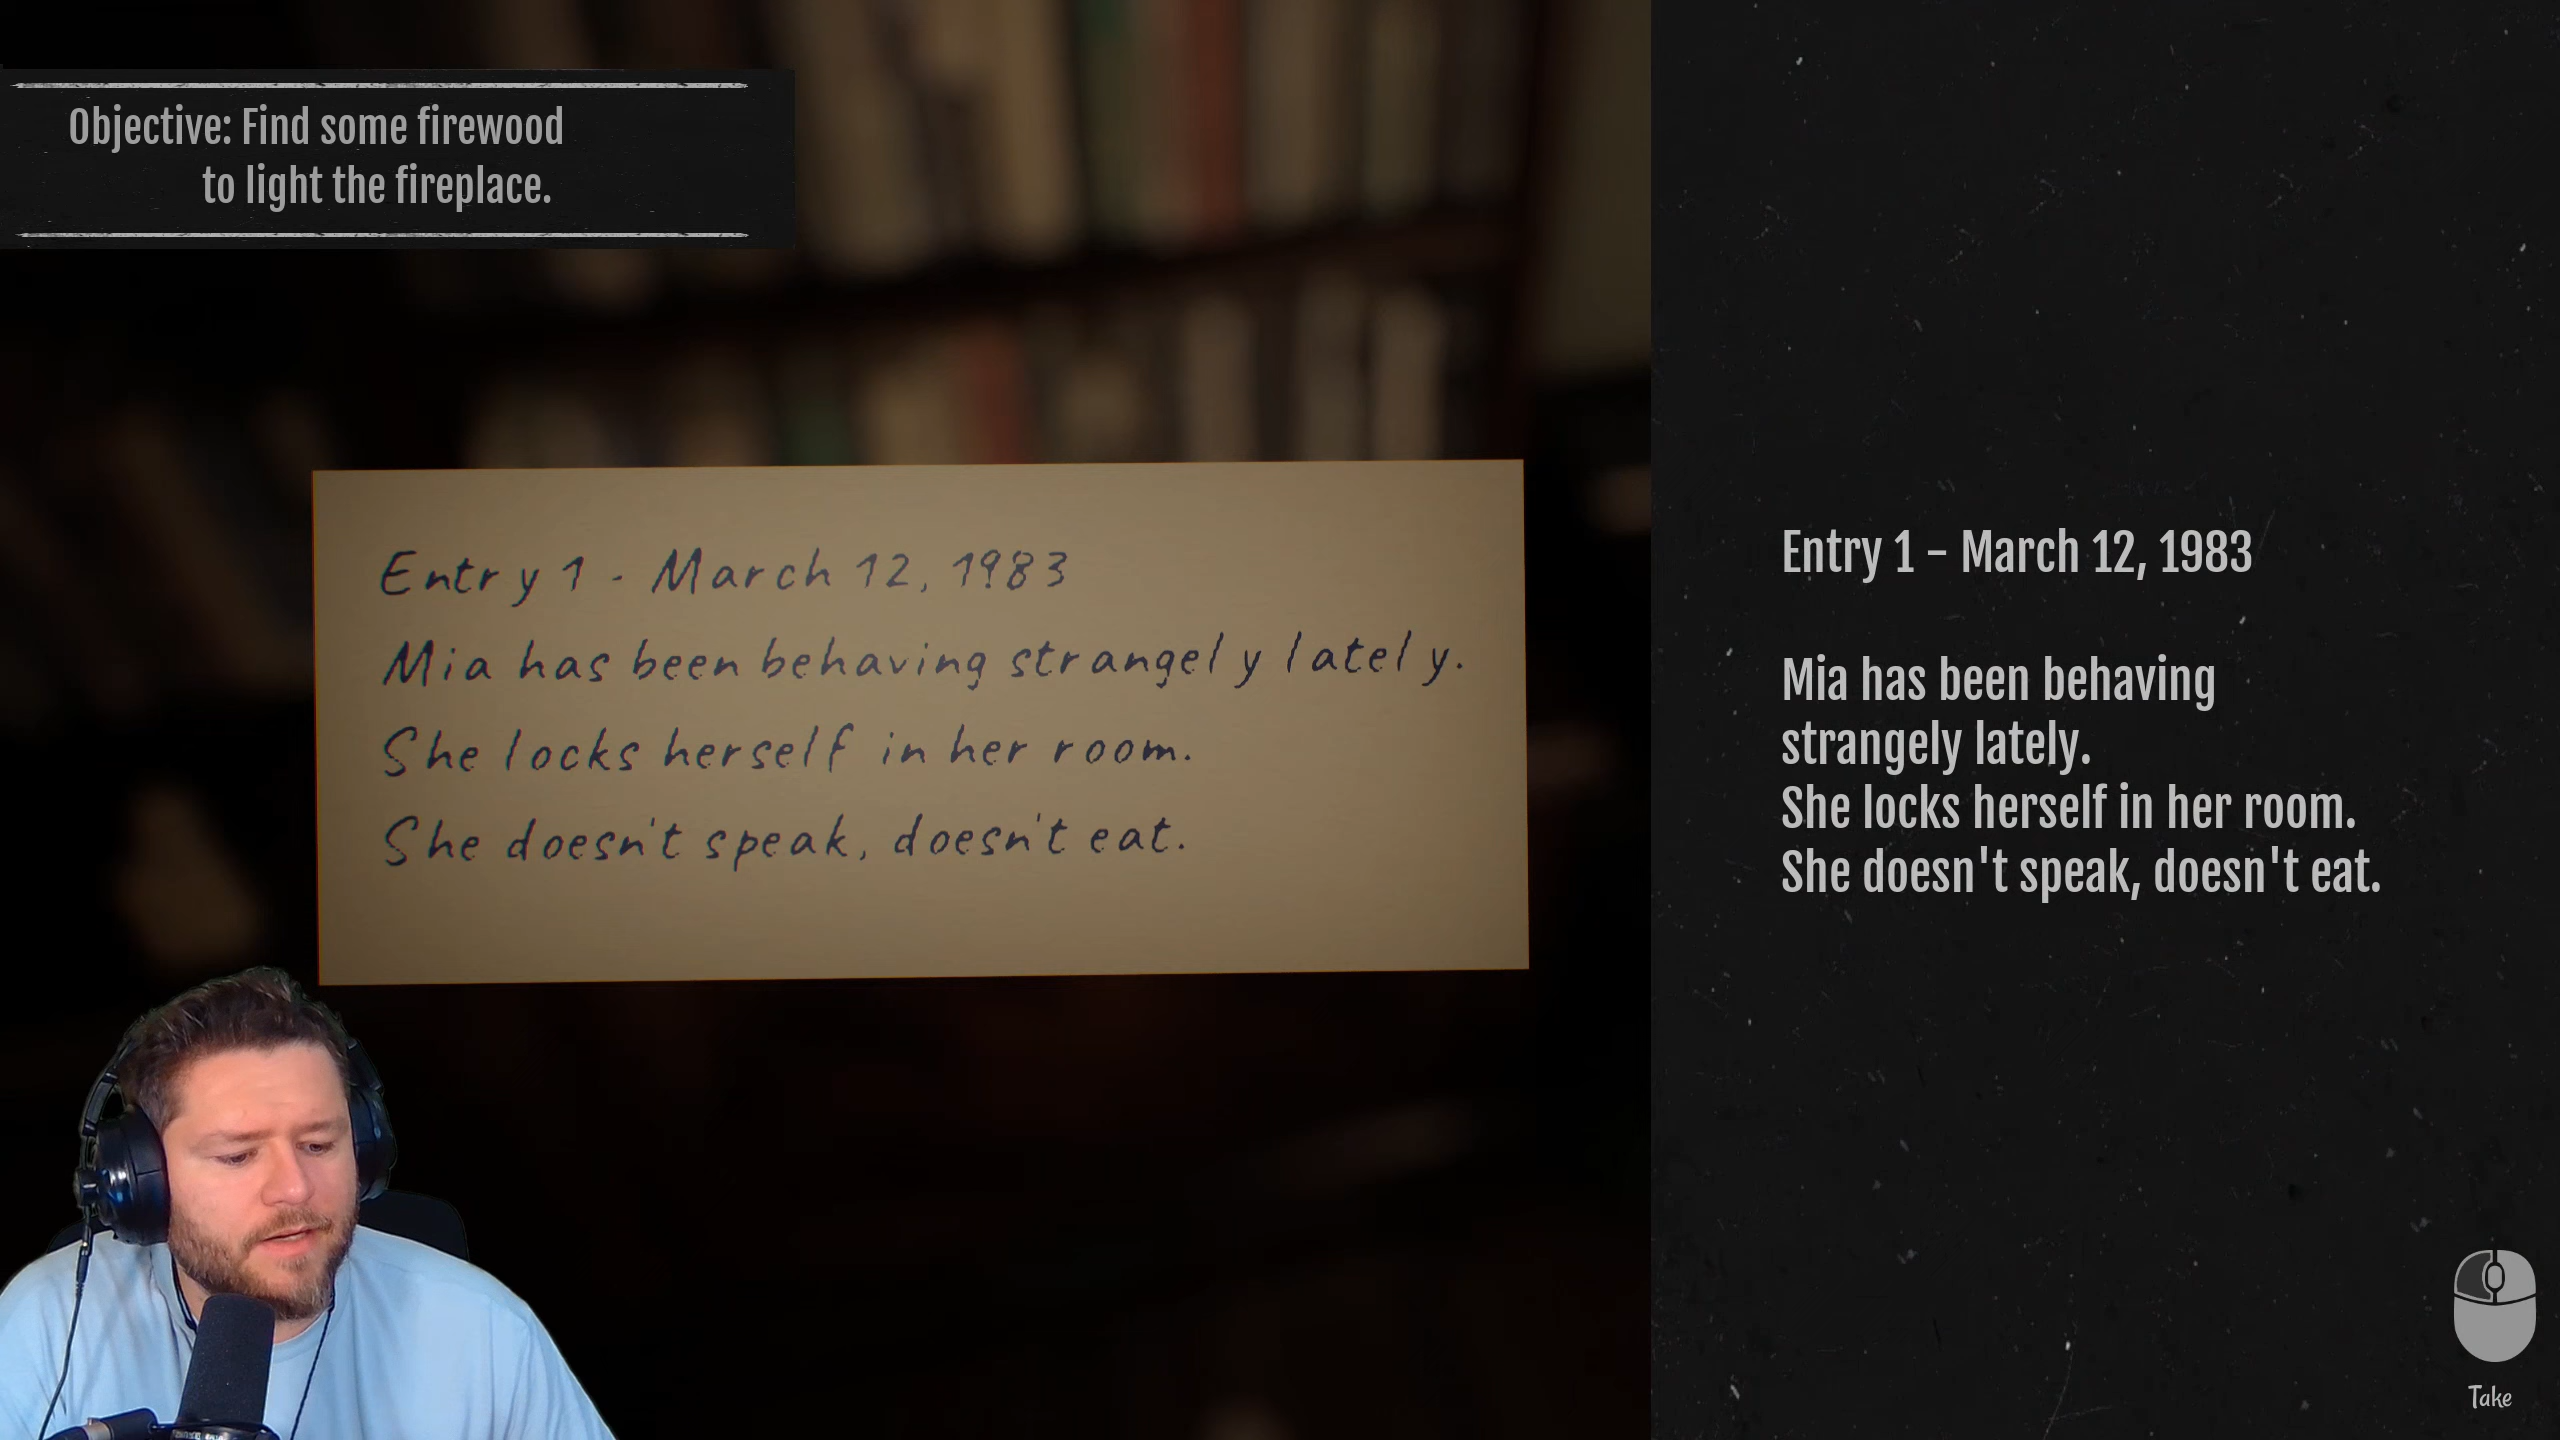 Objective: Find some firewood
to light the fireplace.
Entry 1 - March 12, 1983
Mia has been behaving strangely lately.
She locks herself in her room.
She doesn't speak, doesn't eat.
Entry 1 - March 12, 1983
Mia has been behaving
strangely lately.
She locks herself in her room.
She doesn't speak, doesn't eat.
Take